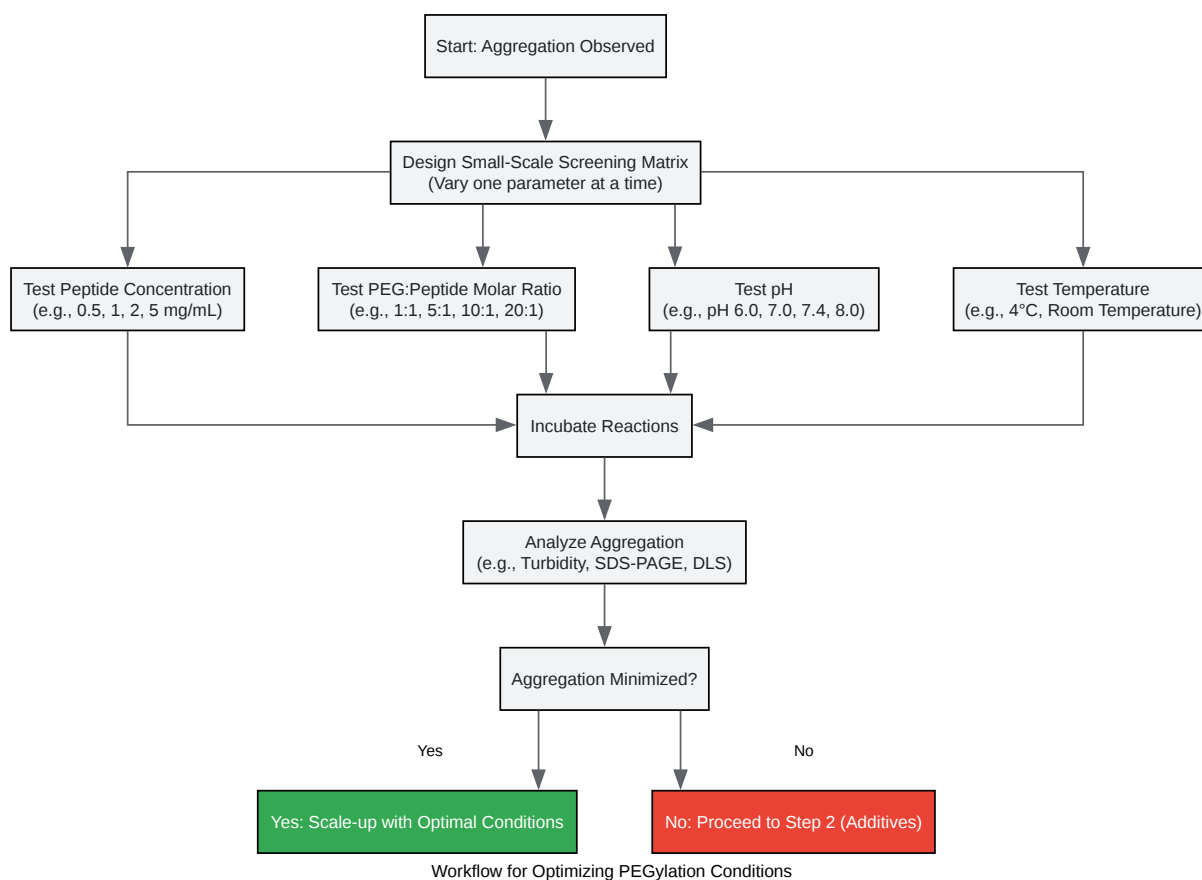 Start: Aggregation Observed
Design Small-Scale Screening Matrix
(Vary one parameter at a time)
Test Peptide Concentration
(e.g., 0.5, 1, 2, 5 mg/mL)
Test PEG:Peptide Molar Ratio
(e.g., 1:1, 5:1, 10:1, 20:1)
Test pH
(e.g., pH 6.0, 7.0, 7.4, 8.0)
Test Temperature
(e.g., 4°C, Room Temperature)
Incubate Reactions
Analyze Aggregation
(e.g., Turbidity, SDS-PAGE, DLS)
Aggregation Minimized?
Yes
No
Yes: Scale-up with Optimal Conditions
No: Proceed to Step 2 (Additives)
Workflow for Optimizing PEGylation Conditions